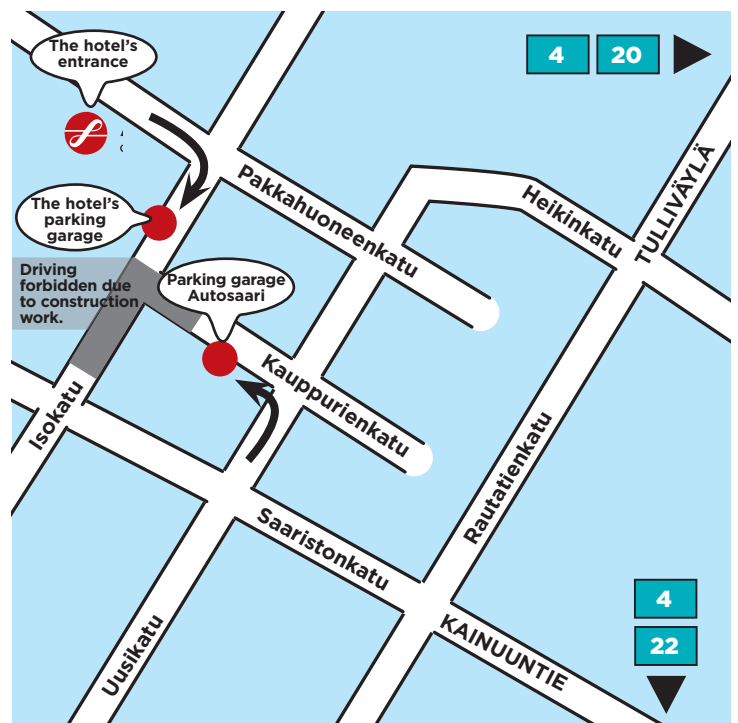 The hotel's
entrance
4
20
The hotel's
parking
garage
Pakkahuoneenkatu
Heikinkatu
TULLIVÄYLÄ
Driving
forbidden due
to construction
work.
Parking garage
Autosaari
Isokatu
Kauppurienkatu
Rautatienkatu
Saaristonkatu
Uusikatu
KAINUUNTIE
4
22